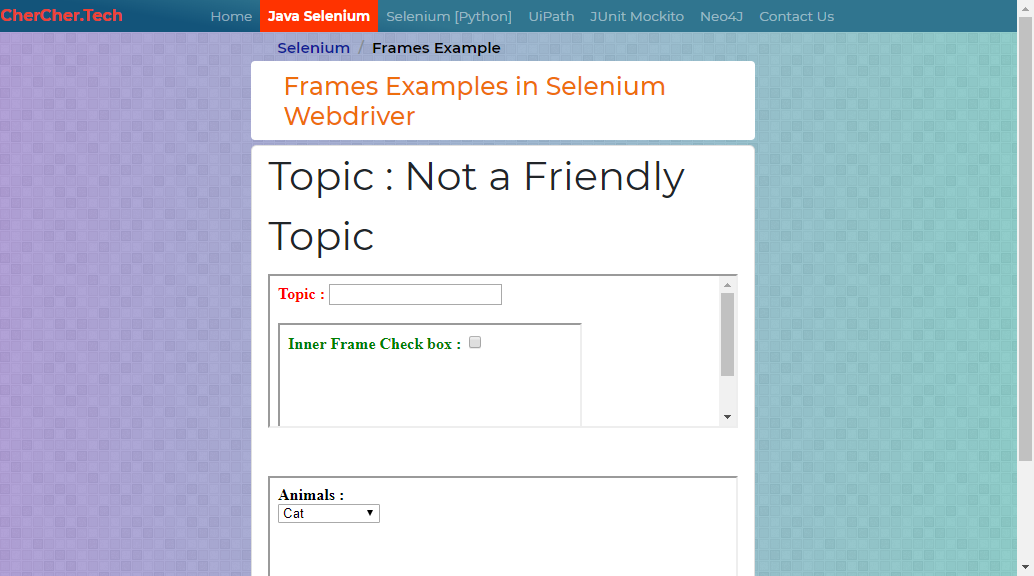 CherCher.Tech Home Java Selenium Selenium [Python] UiPath JUnit Mockito Neo4J Contact Us
Selenium / Frames Example
Frames Examples in Selenium
Webdriver
Topic : Not a Friendly
Topic
Topic :
Inner Frame Check box :
Animals :
Cat